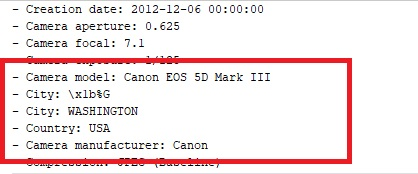 - Creation date: 2012-12-06 00:00:00
- Camera aperture: 0.625
- Camera focal: 7.1
- Camera exposure: 1/125
- Camera model: Canon EOS 5D Mark III
- City: \x1b%G
- City: WASHINGTON
- Country: USA
- Camera manufacturer: Canon
- Compression: JPEG (Baseline)